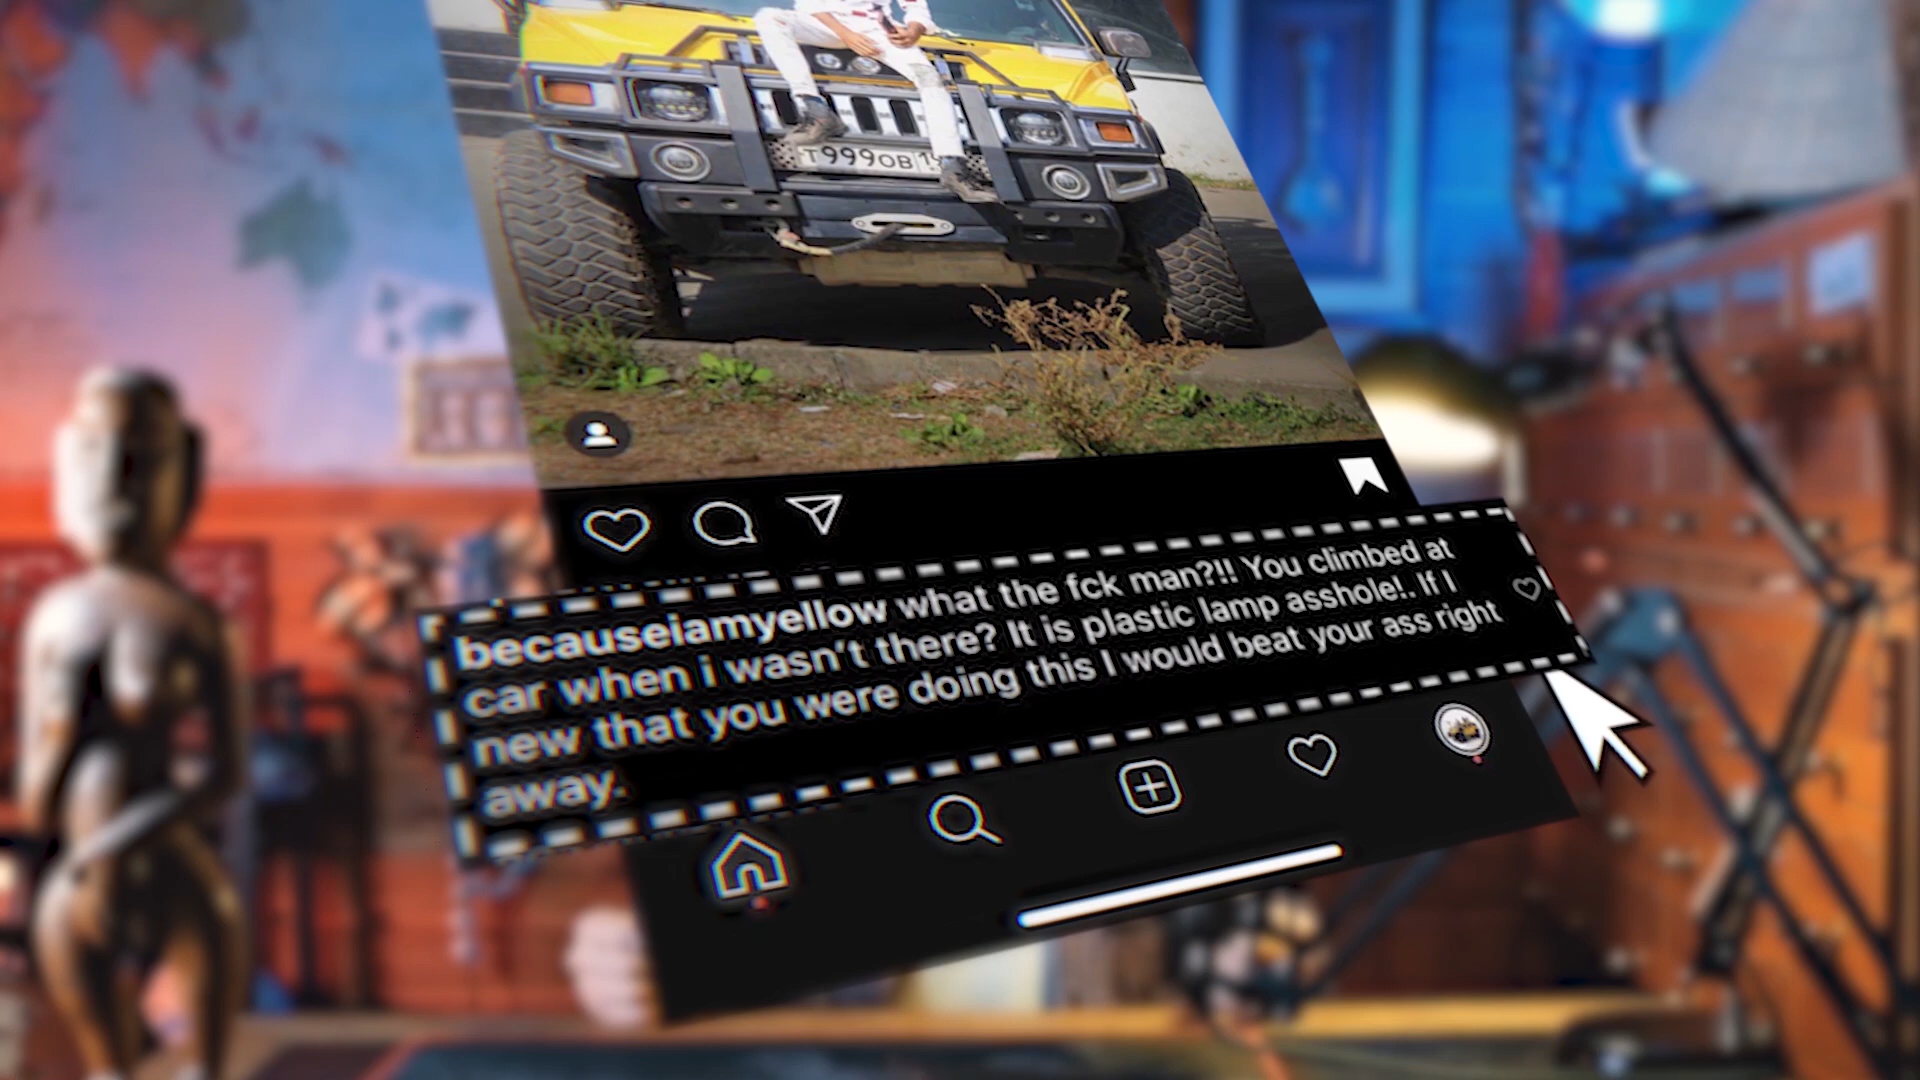 T999OB
becauseiamyellow what the fck man?!! You climbed at
car when i wasn't there? It is plastic lamp asshole!. If I
new that you were doing this I would beat your ass right
away.